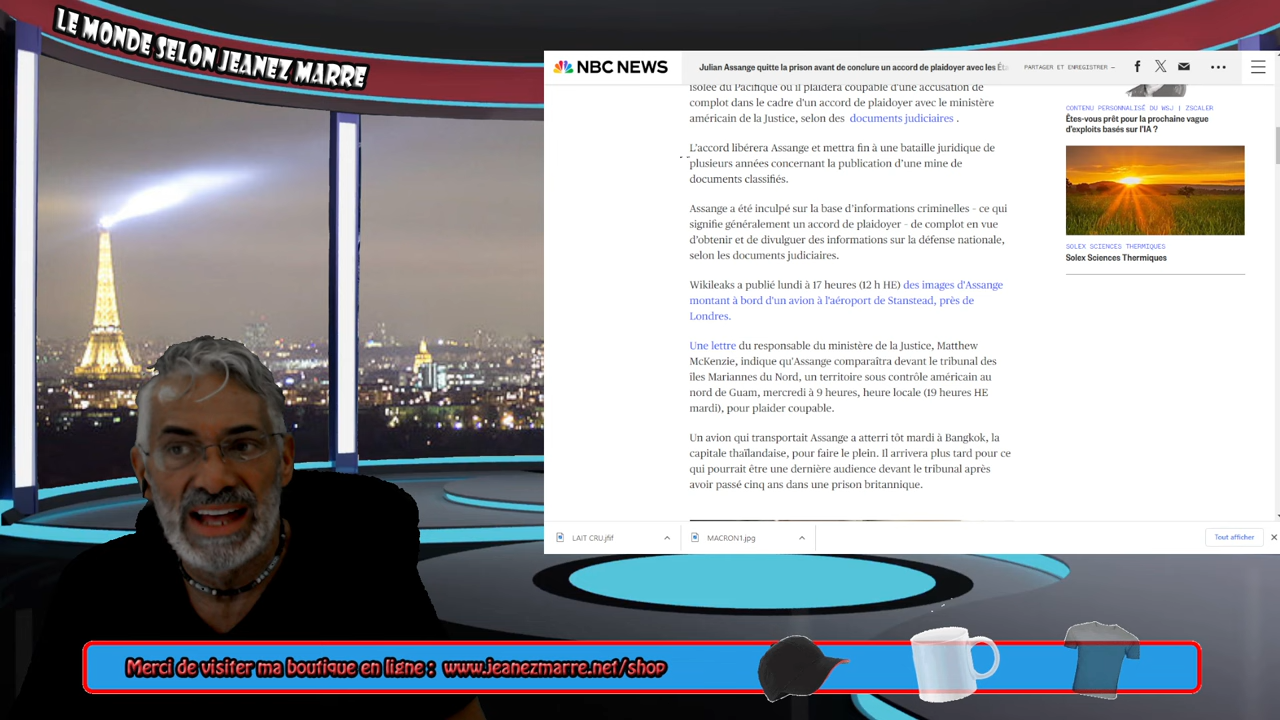 LE MONDE SELON JEANEZ MARRE
NBC NEWS
Julian Assange quitte la prison avant de conclure un accord de plaidoyer avec les Ét
PARTAGER ET ENREGISTRER —
isolée du Pacifique où il plaidera coupable d'une accusation de
complot dans le cadre d'un accord de plaidoyer avec le ministère
américain de la Justice, selon des documents judiciaires .
L'accord libérera Assange et mettra fin à une bataille juridique de
plusieurs années concernant la publication d'une mine de
documents classifiés.
Assange a été inculpé sur la base d'informations criminelles - ce qui
signifie généralement un accord de plaidoyer - de complot en vue
d'obtenir et de divulguer des informations sur la défense nationale,
selon les documents judiciaires.
Wikileaks a publié lundi à 17 heures (12 h HE) des images d'Assange
montant à bord d'un avion à l'aéroport de Stanstead, près de
Londres.
Une lettre du responsable du ministère de la Justice, Matthew
McKenzie, indique qu'Assange comparaîtra devant le tribunal des
îles Mariannes du Nord, un territoire sous contrôle américain au
nord de Guam, mercredi à 9 heures, heure locale (19 heures HE
mardi), pour plaider coupable.
Un avion qui transportait Assange a atterri tôt mardi à Bangkok, la
capitale thaïlandaise, pour faire le plein. Il arrivera plus tard pour ce
qui pourrait être une dernière audience devant le tribunal après
avoir passé cinq ans dans une prison britannique.
CONTENU PERSONNALISÉ DU WSJ | ZSCALER
Êtes-vous prêt pour la prochaine vague
d'exploits basés sur l'IA ?
SOLEX SCIENCES THERMIQUES
Solex Sciences Thermiques
LAIT CRU.jfif
MACRON1.jpg
Tout afficher
Merci de visiter ma boutique en ligne : www.jeanezmarre.net/shop